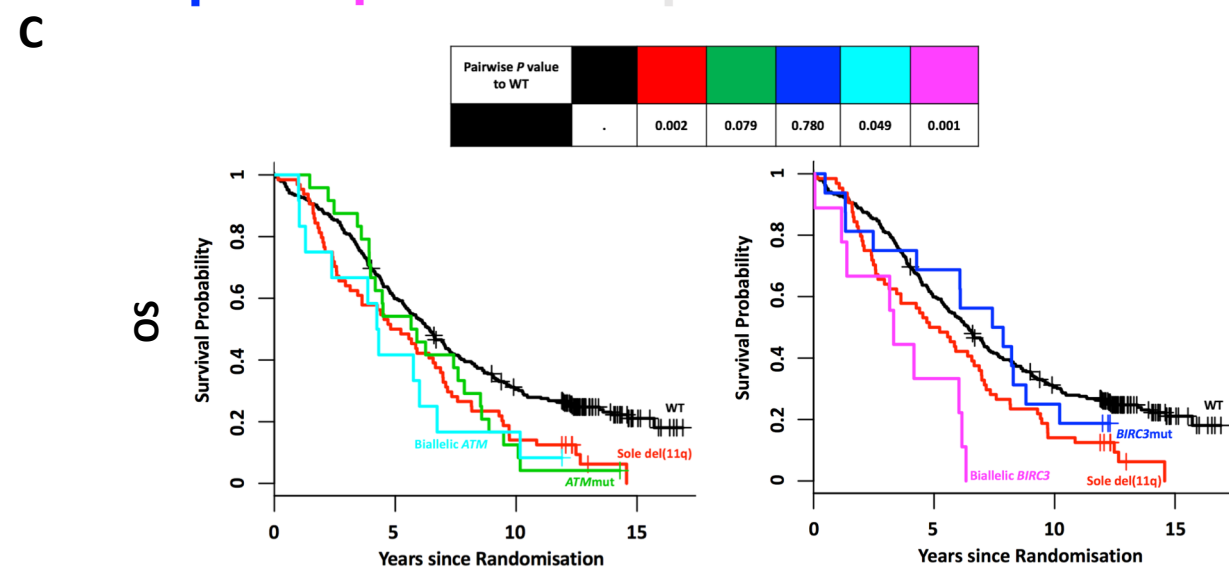 C
Pairwise P value
to WT
. 0.002 0.079 0.780 0.049 0.001
OS
Survival Probability
1
0.8
0.6
0.4
0.2
0
WT
Biallelic ATM
Sole del(11q)
ATMmut
0 5 10 15
Years since Randomisation
Survival Probability
1
0.8
0.6
0.4
0.2
0
WT
BIRC3mut
Biallelic BIRC3
Sole del(11q)
0 5 10 15
Years since Randomisation